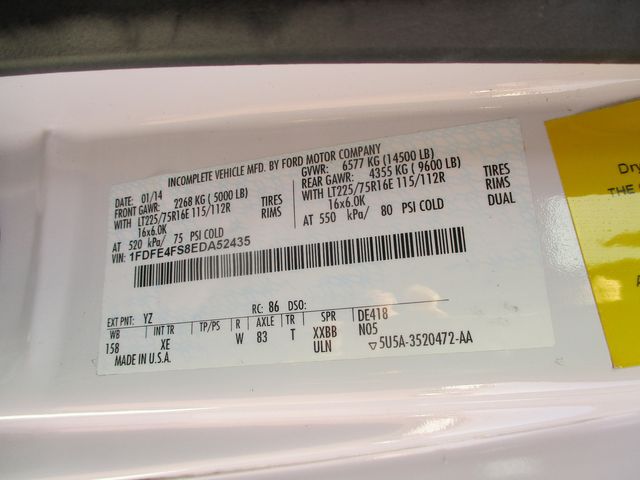 INCOMPLETE VEHICLE MFD. BY FORD MOTOR COMPANY
DATE: 01/14 GVWR: 6577 KG (14500 LB)
FRONT GAWR: 2268 KG (5000 LB) REAR GAWR: 4355 KG (9600 LB)
WITH LT225/75R16E 115/112R TIRES WITH LT225/75R16E 115/112R TIRES
16x6.0K RIMS 16x6.0K RIMS
AT 520 kPa/ 75 PSI COLD AT 550 kPa/ 80 PSI COLD DUAL
VIN: 1FDFE4FS8EDA52435
EXT PNT: YZ RC: 86 DSO:
WB INT TR TP/PS R AXLE TR SPR DE418
158 XE W 83 T XXBB N05
MADE IN U.S.A. ULN ▽5U5A-3520472-AA
Dry
THE